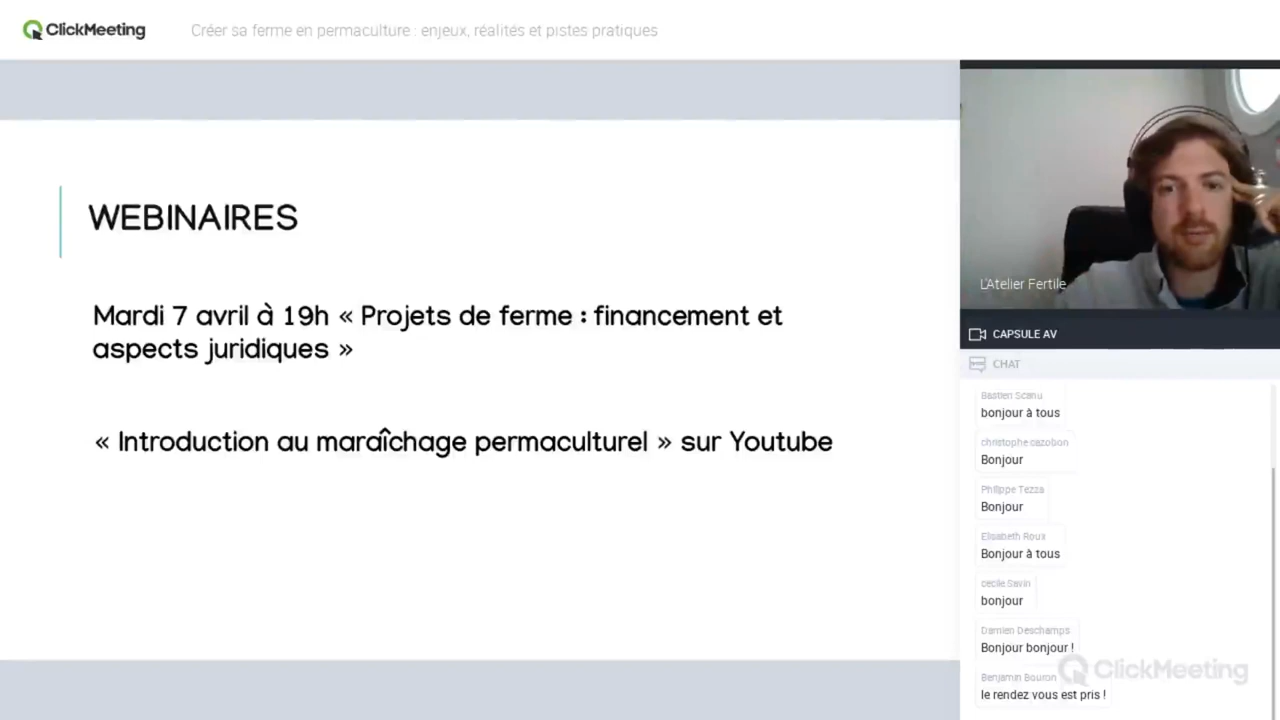 ClickMeeting
Créer sa ferme en permaculture : enjeux, réalités et pistes pratiques
WEBINAIRES
Mardi 7 avril à 19h « Projets de ferme : financement et
aspects juridiques »
« Introduction au maraîchage permaculturel » sur Youtube
L'Atelier Fertile
CAPSULE AV
CHAT
Bastien Scanu
bonjour à tous
christophe cazobon
Bonjour
Philippe Tezza
Bonjour
Elisabeth Roux
Bonjour à tous
cecile Savin
bonjour
Damien Deschamps
Bonjour bonjour !
Benjamin Bouron
le rendez vous est pris !
ClickMeeting